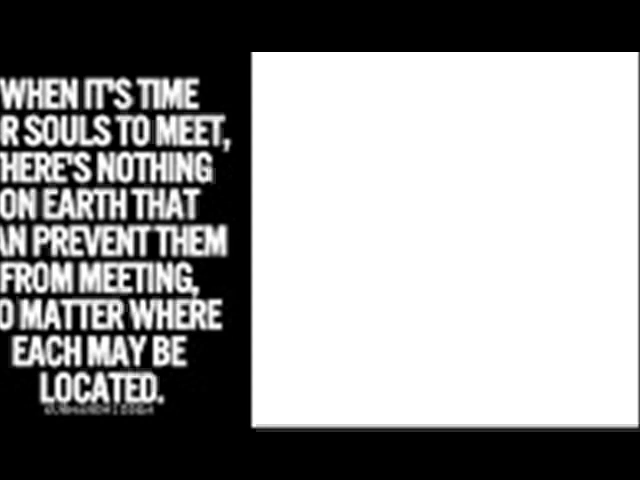 WHEN IT'S TIME
R SOULS TO MEET,
HERE'S NOTHING
ON EARTH THAT
AN PREVENT THEM
FROM MEETING,
O MATTER WHERE
EACH MAY BE
LOCATED.